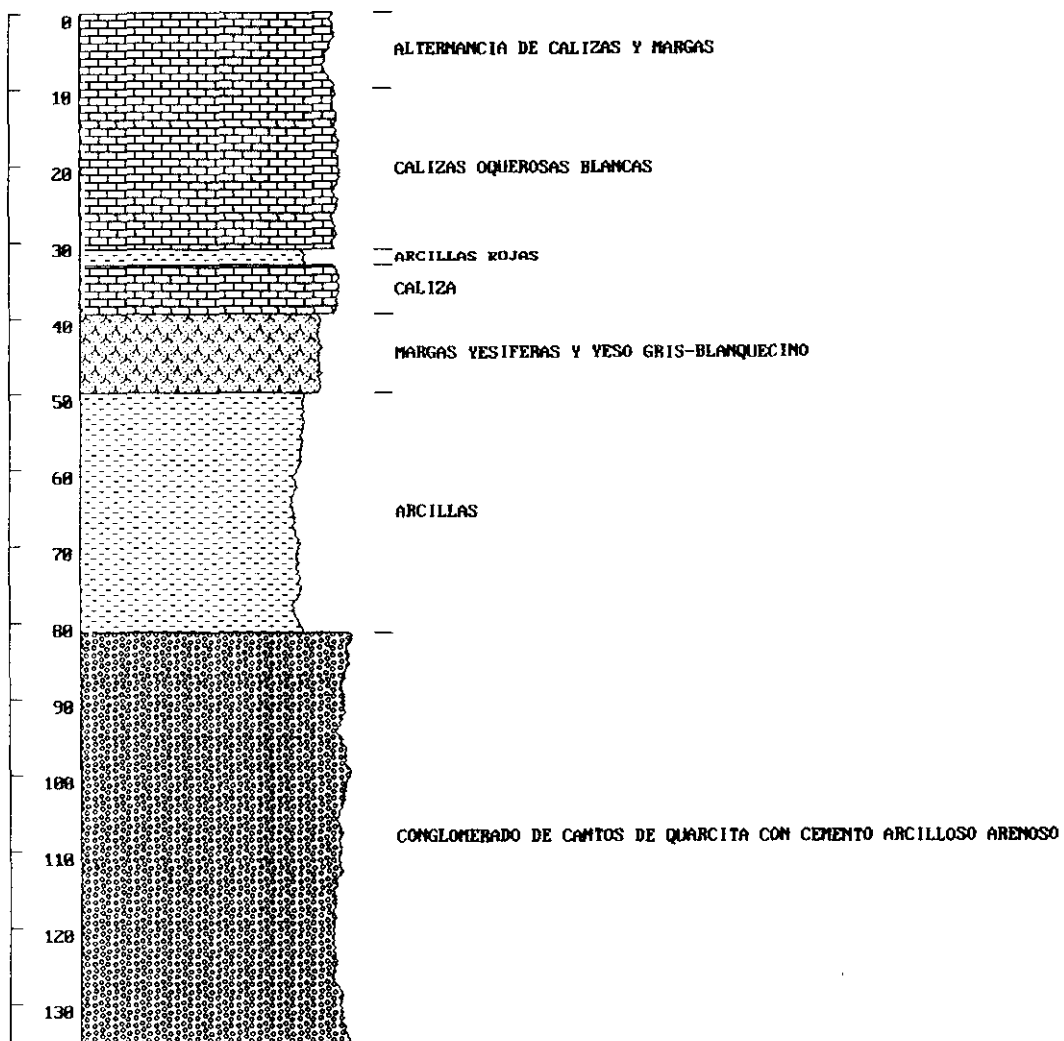 0
ALTERNANCIA DE CALIZAS Y MARGAS
10
CALIZAS OQUEROSAS BLANCAS
20
30
ARCILLAS ROJAS
CALIZA
40
MARGAS YESIFERAS Y YESO GRIS-BLANQUECINO
50
60
ARCILLAS
70
80
90
100
CONGLOMERADO DE CANTOS DE QUARCITA CON CEMENTO ARCILLOSO ARENOSO
110
120
130